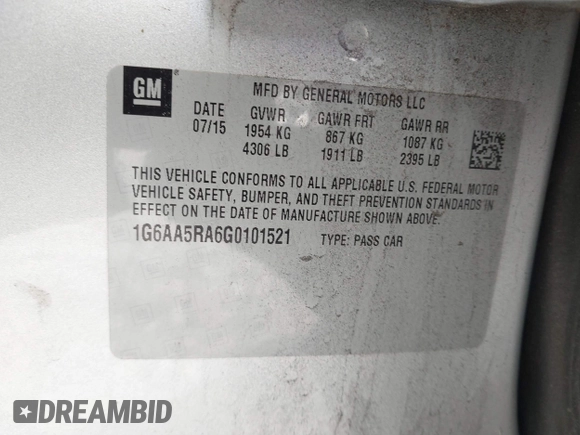 GM
MFD BY GENERAL MOTORS LLC
DATE GVWR GAWR FRT GAWR RR
07/15 1954 KG 867 KG 1087 KG
4306 LB 1911 LB 2395 LB
THIS VEHICLE CONFORMS TO ALL APPLICABLE U.S. FEDERAL MOTOR
VEHICLE SAFETY, BUMPER, AND THEFT PREVENTION STANDARDS IN
EFFECT ON THE DATE OF MANUFACTURE SHOWN ABOVE.
1G6AA5RA6G0101521 TYPE: PASS CAR
DREAMBID